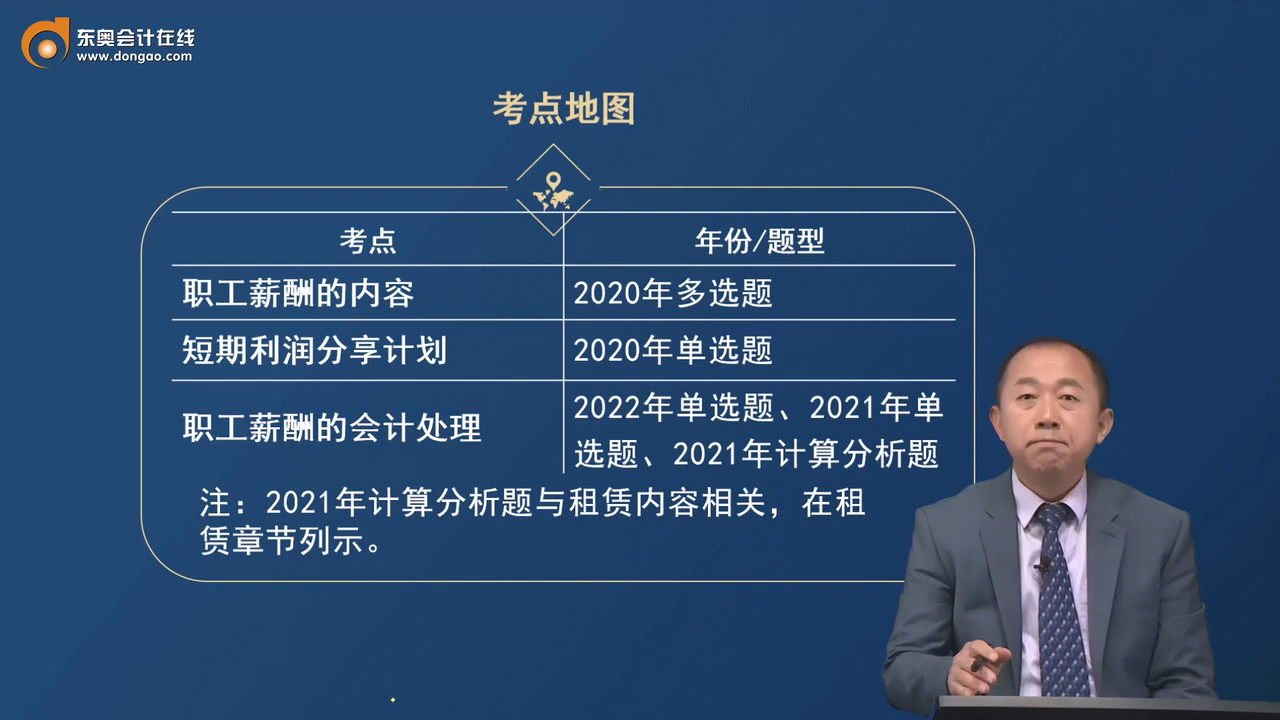 东奥会计在线
www.dongao.com
考点地图
考点
年份/题型
职工薪酬的内容
2020年多选题
短期利润分享计划
2020年单选题
职工薪酬的会计处理
2022年单选题、2021年单
选题、2021年计算分析题
注：2021年计算分析题与租赁内容相关，在租
赁章节列示。